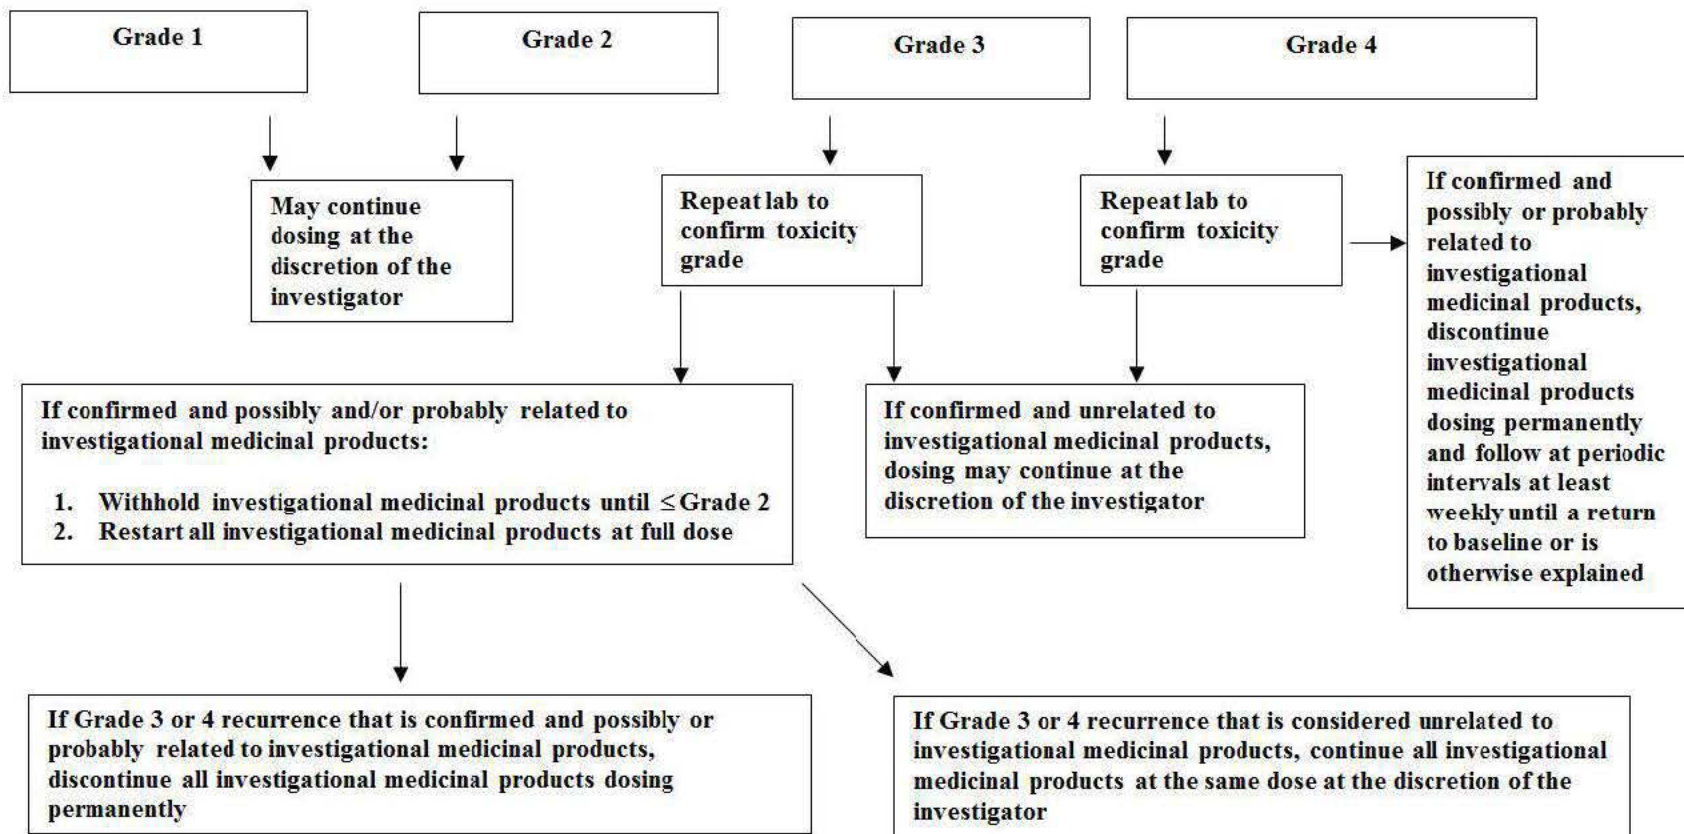 Grade 1
Grade 2
Grade 3
Grade 4
May continue
dosing at the
discretion of the
investigator
Repeat lab to
confirm toxicity
grade
Repeat lab to
confirm toxicity
grade
If confirmed and
possibly or probably
related to
investigational
medicinal products,
discontinue
investigational
medicinal products
dosing permanently
and follow at periodic
intervals at least
weekly until a return
to baseline or is
otherwise explained
If confirmed and possibly and/or probably related to
investigational medicinal products:
1. Withhold investigational medicinal products until ≤ Grade 2
2. Restart all investigational medicinal products at full dose
If confirmed and unrelated to
investigational medicinal products,
dosing may continue at the
discretion of the investigator
If Grade 3 or 4 recurrence that is confirmed and possibly or
probably related to investigational medicinal products,
discontinue all investigational medicinal products dosing
permanently
If Grade 3 or 4 recurrence that is considered unrelated to
investigational medicinal products, continue all investigational
medicinal products at the same dose at the discretion of the
investigator